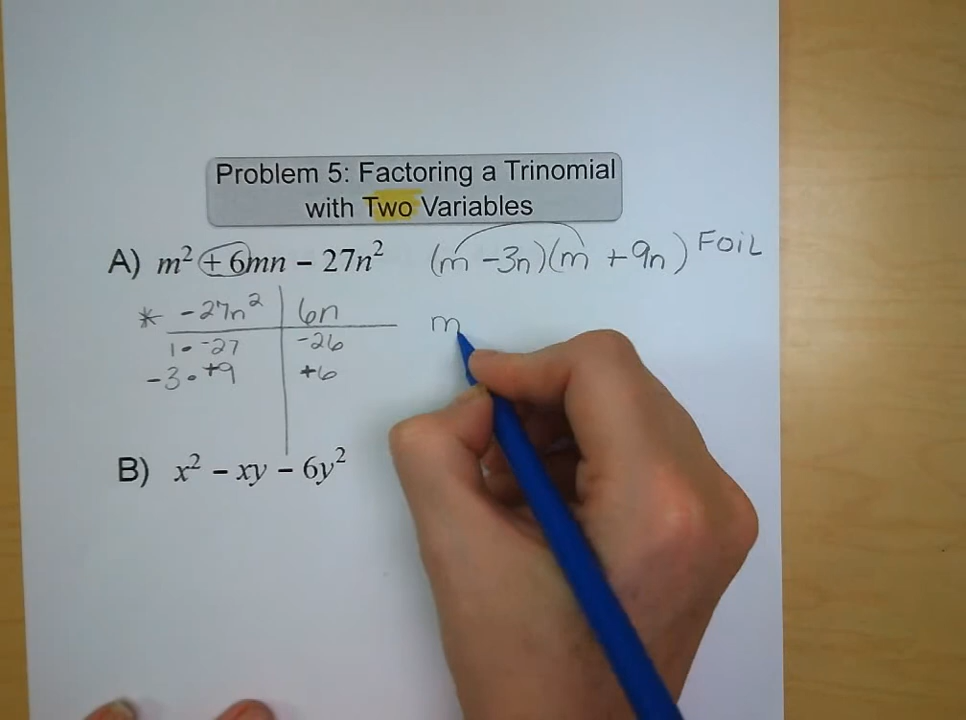 Problem 5: Factoring a Trinomial
with Two Variables
A) m² + 6mn – 27n² (m -3n)(m +9n) FOIL
* -27n² | 6n
m
1 • -27 | -26
-3 • +9 | +6
B) x² – xy – 6y²